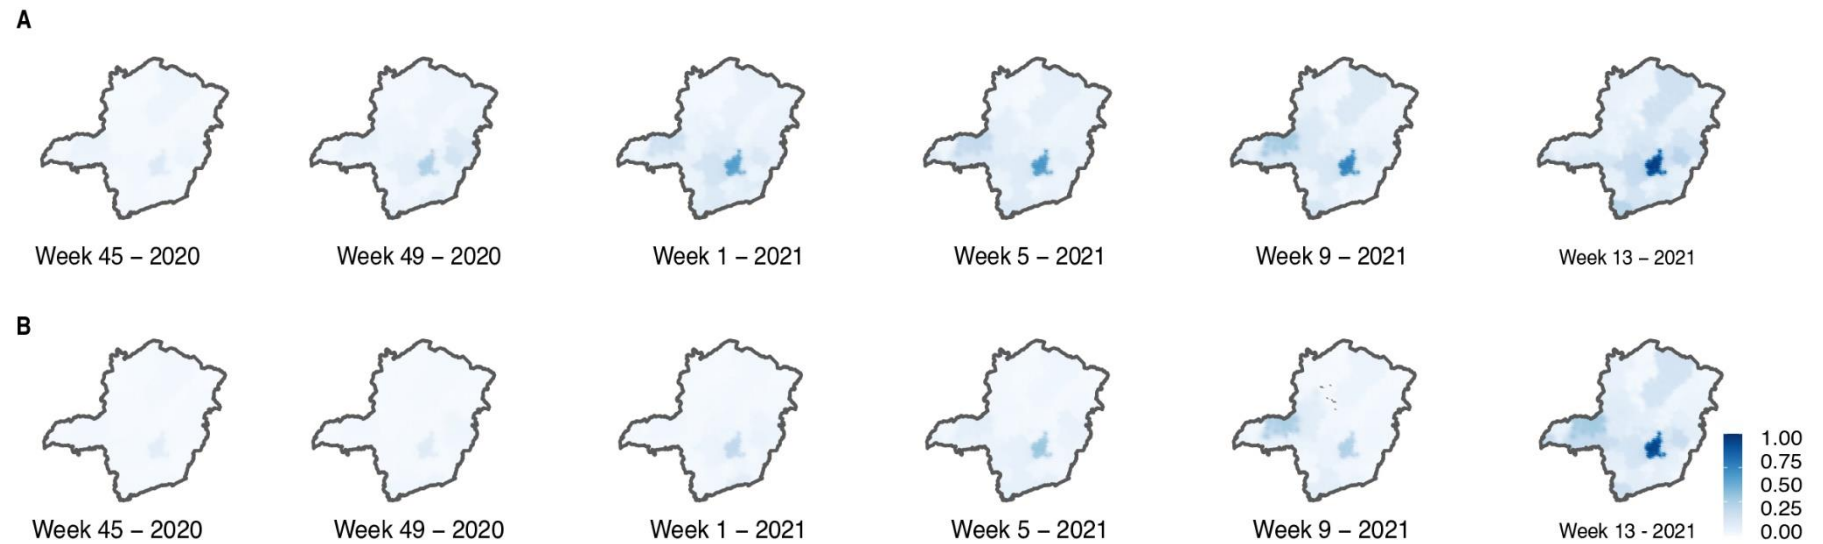 A
Week 45 – 2020
Week 49 – 2020
Week 1 – 2021
Week 5 – 2021
Week 9 – 2021
Week 13 – 2021
B
Week 45 – 2020
Week 49 – 2020
Week 1 – 2021
Week 5 – 2021
Week 9 – 2021
Week 13 - 2021
1.00
0.75
0.50
0.25
0.00